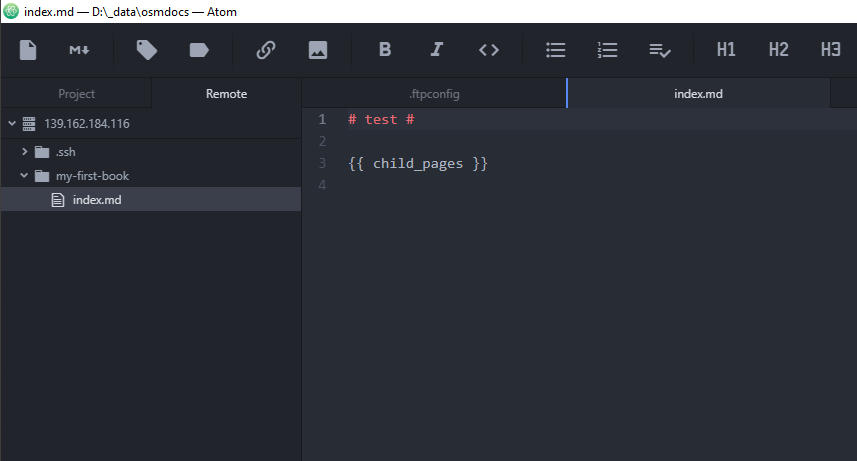 index.md — D:\_data\osmdocs — Atom
M↓ B I <> H1 H2 H3
Project Remote .ftpconfig index.md
139.162.184.116
.ssh
my-first-book
index.md
1 # test #
2
3 {{ child_pages }}
4